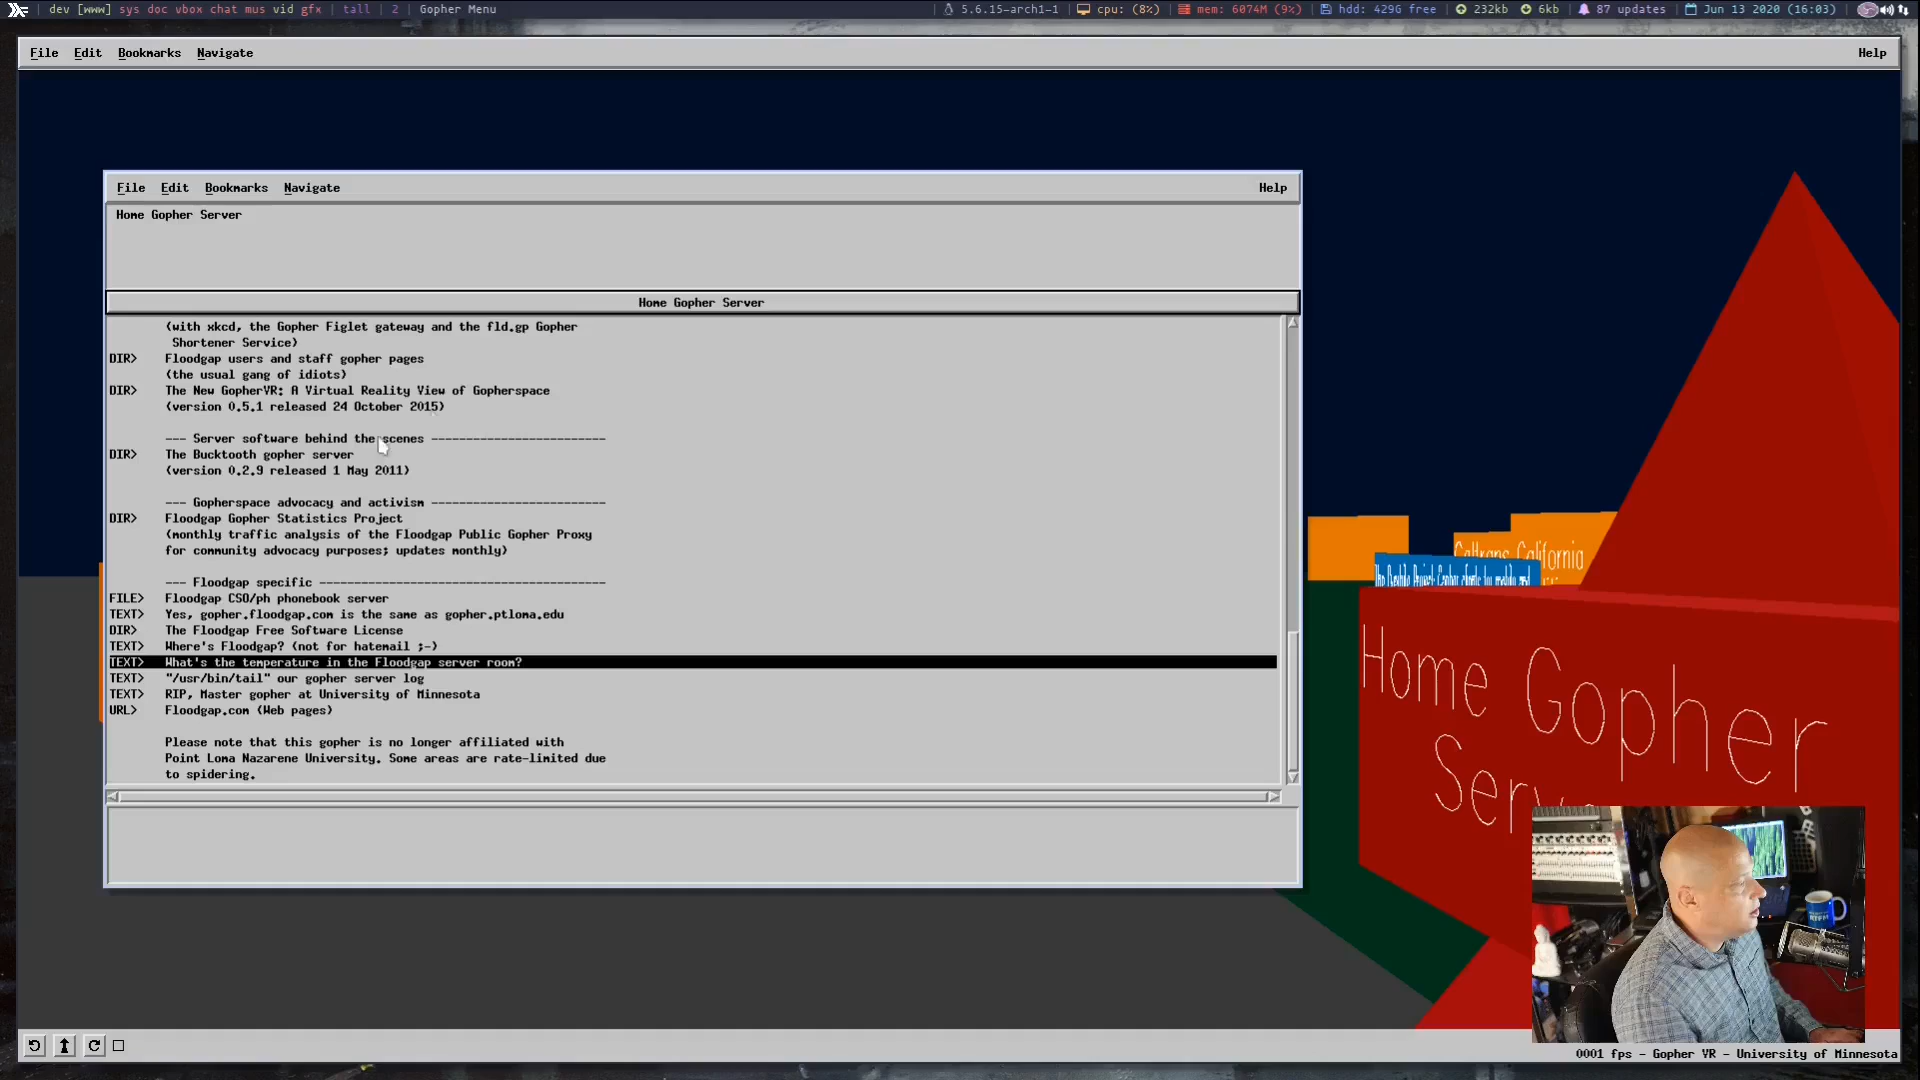 dev [www] sys doc vbox chat mus vid gfx | tall | 2 | Gopher Menu
5.6.15-arch1-1 | cpu: (8%) | mem: 6074M (9%) | hdd: 429G free | 232kb 6kb | 87 updates | Jun 13 2020 (16:03)
File Edit Bookmarks Navigate Help
File Edit Bookmarks Navigate Help
Home Gopher Server
Home Gopher Server
(with xkcd, the Gopher Figlet gateway and the fld.gp Gopher
Shortener Service)
DIR> Floodgap users and staff gopher pages
(the usual gang of idiots)
DIR> The New GopherVR: A Virtual Reality View of Gopherspace
(version 0.5.1 released 24 October 2015)
--- Server software behind the scenes -------------------------
DIR> The Bucktooth gopher server
(version 0.2.9 released 1 May 2011)
--- Gopherspace advocacy and activism -------------------------
DIR> Floodgap Gopher Statistics Project
(monthly traffic analysis of the Floodgap Public Gopher Proxy
for community advocacy purposes; updates monthly)
--- Floodgap specific -----------------------------------------
FILE> Floodgap CSO/ph phonebook server
TEXT> Yes, gopher.floodgap.com is the same as gopher.ptloma.edu
DIR> The Floodgap Free Software License
TEXT> Where's Floodgap? (not for hatemail ;-)
TEXT> What's the temperature in the Floodgap server room?
TEXT> "/usr/bin/tail" our gopher server log
TEXT> RIP, Master gopher at University of Minnesota
URL> Floodgap.com (Web pages)
Please note that this gopher is no longer affiliated with
Point Loma Nazarene University. Some areas are rate-limited due
to spidering.
Caltrans California
Home Gopher
Serv
0001 fps - Gopher VR - University of Minnesota